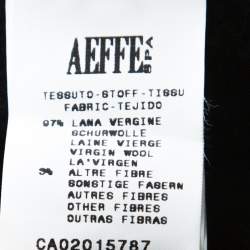 AEFFE SPA
TESSUTO-STOFF-TISSU
FABRIC-TEJIDO
97% LANA VERGINE
SCHURWOLLE
LAINE VIERGE
VIRGIN WOOL
LA'VIRGEN
3% ALTRE FIBRE
SONSTIGE FASERN
AUTRES FIBRES
OTHER FIBRES
OUTRAS FIBRAS
CA02015787